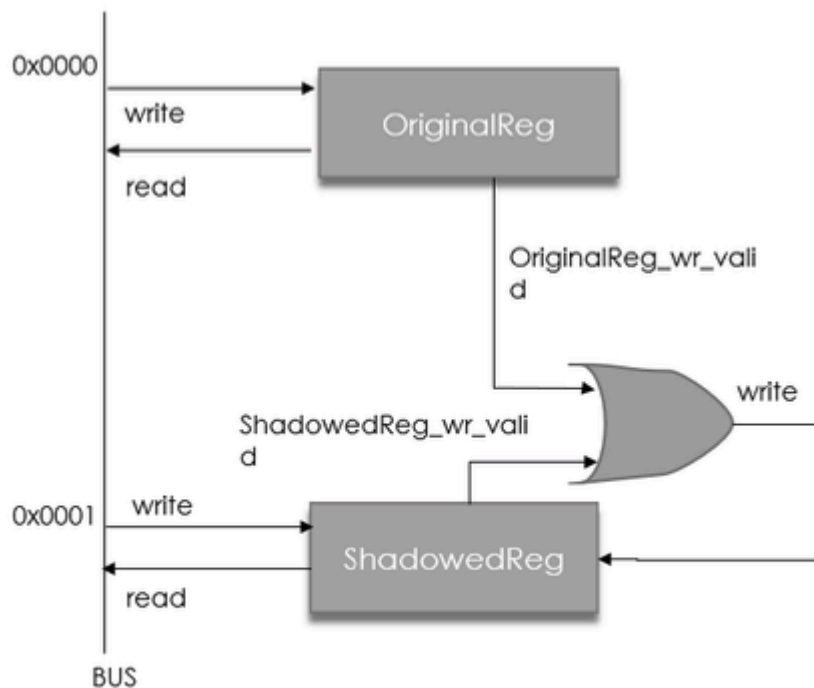 0x0000
write
OriginalReg
read
OriginalReg_wr_vali
d
write
ShadowedReg_wr_vali
d
0x0001
write
ShadowedReg
read
BUS